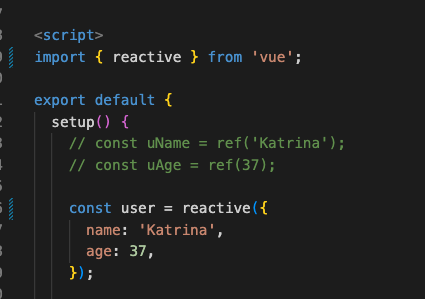 <script>
import { reactive } from 'vue';
export default {
setup() {
// const uName = ref('Katrina');
// const uAge = ref(37);
const user = reactive({
name: 'Katrina',
age: 37,
});